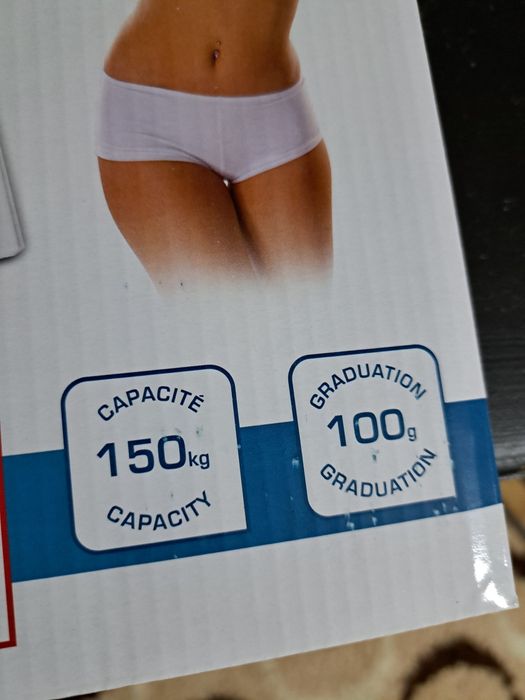 CAPACITÉ
150kg
CAPACITY
GRADUATION
100g
GRADUATION